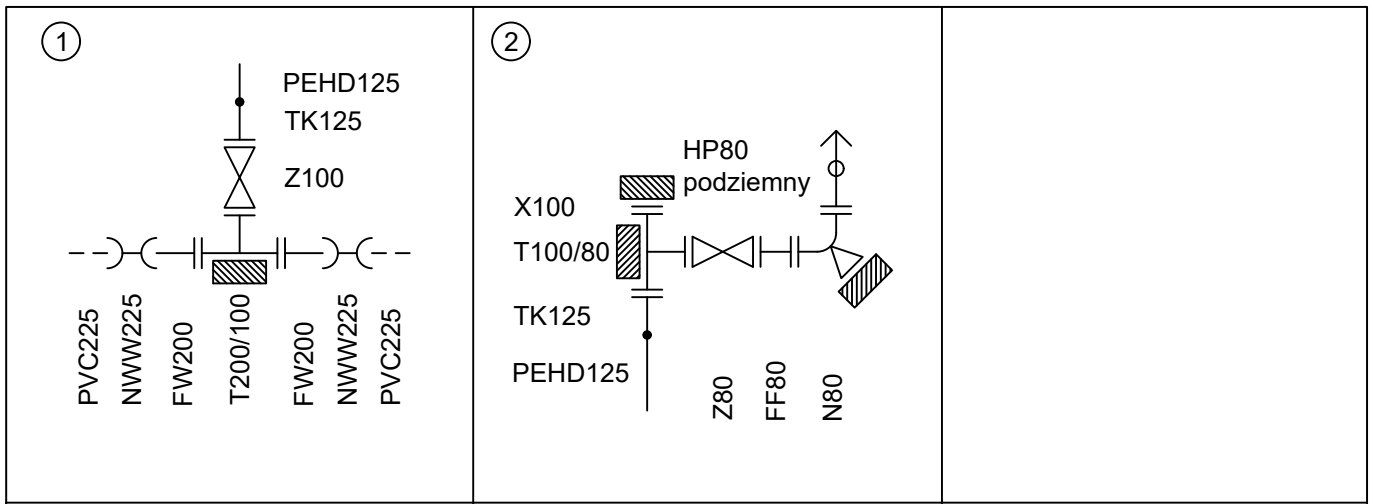 1
PEHD125
TK125
Z100
PVC225
NWW225
FW200
T200/100
FW200
NWW225
PVC225
2
HP80
podziemny
X100
T100/80
TK125
PEHD125
Z80
FF80
N80